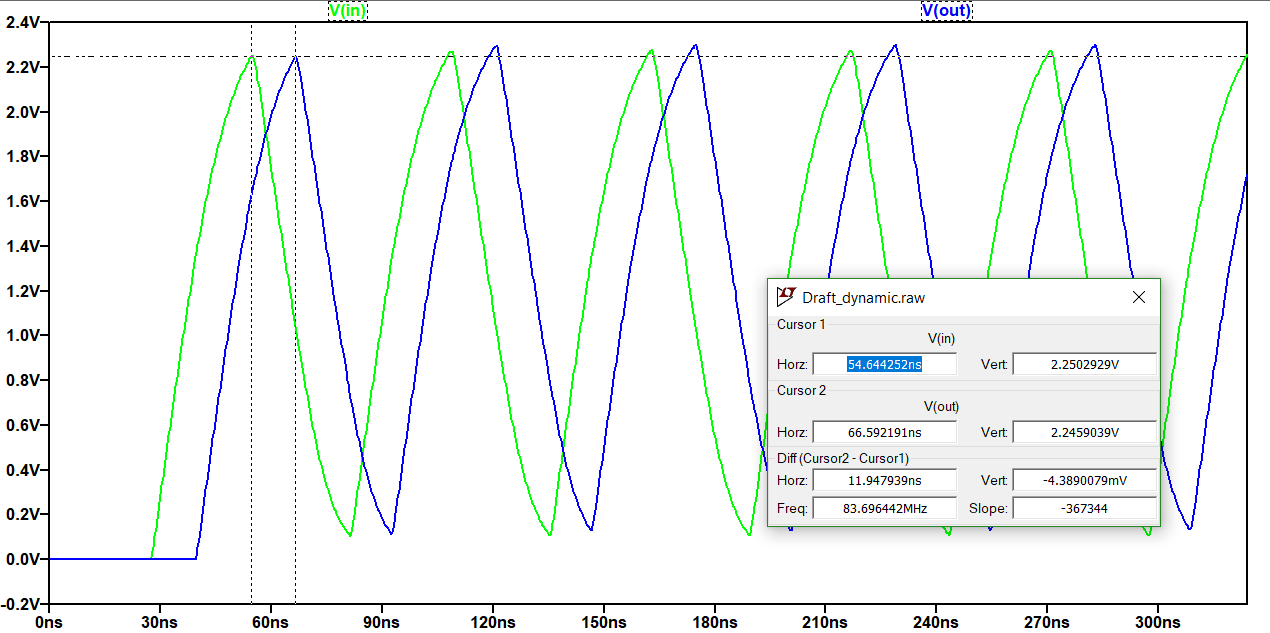 V(in) V(out)
2.4V
2.2V
2.0V
1.8V
1.6V
1.4V
1.2V
1.0V
0.8V
0.6V
0.4V
0.2V
0.0V
-0.2V
0ns 30ns 60ns 90ns 120ns 150ns 180ns 210ns 240ns 270ns 300ns
Draft_dynamic.raw
Cursor 1
V(in)
Horz: 54.644252ns Vert: 2.2502929V
Cursor 2
V(out)
Horz: 66.592191ns Vert: 2.2459039V
Diff (Cursor2 - Cursor1)
Horz: 11.947939ns Vert: -4.3890079mV
Freq: 83.696442MHz Slope: -367344